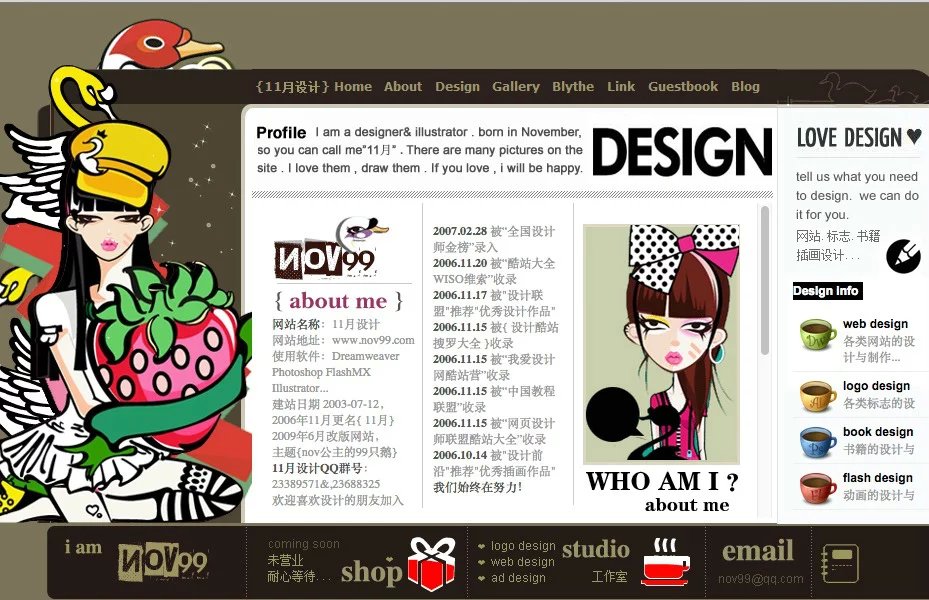 {11月设计} Home About Design Gallery Blythe Link Guestbook Blog
Profile I am a designer& illustrator . born in November,
so you can call me"11月" . There are many pictures on the
site . I love them , draw them . If you love , i will be happy.
DESIGN
NOV99
{ about me }
网站名称: 11月设计
网站地址: www.nov99.com
使用软件: Dreamweaver
Photoshop FlashMX
Illustrator...
建站日期 2003-07-12,
2006年11月更名{ 11月}
2009年6月改版网站,
主题{nov公主的99只鹅}
11月设计QQ群号:
23389571&,23688325
欢迎喜欢设计的朋友加入
2007.02.28 被“全国设计
师金榜”录入
2006.11.20 被“酷站大全
WISO维索”收录
2006.11.17 被"设计联
盟"推荐"优秀设计作品"
2006.11.15 被{ 设计酷站
搜罗大全 }收录
2006.11.15 被“我爱设计
网酷站营”收录
2006.11.15 被“中国教程
联盟”收录
2006.11.15 被“网页设计
师联盟酷站大全”收录
2006.10.14 被"设计前
沿"推荐"优秀插画作品"
我们始终在努力!
WHO AM I ?
about me
LOVE DESIGN♥
tell us what you need
to design. we can do
it for you.
网站. 标志. 书籍
插画设计...
Design info
web design
各类网站的设
计与制作...
logo design
各类标志的设
book design
书籍的设计与
flash design
动画的设计与
i am
NOV99
coming soon
未营业
耐心等待...
shop
❤ logo design
❤ web design
❤ ad design
studio
工作室
email
nov99@qq.com